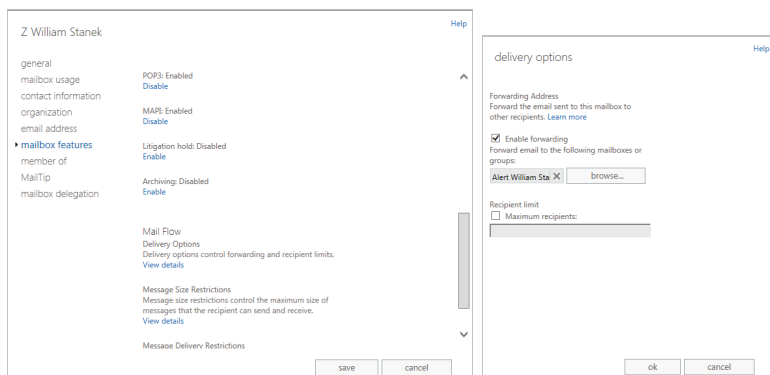 Help
Z William Stanek
general
mailbox usage
contact information
organization
email address
mailbox features
member of
MailTip
mailbox delegation
POP3: Enabled
Disable
MAPI: Enabled
Disable
Litigation hold: Disabled
Enable
Archiving: Disabled
Enable
Mail Flow
Delivery Options
Delivery options control forwarding and recipient limits.
View details
Message Size Restrictions
Message size restrictions control the maximum size of
messages that the recipient can send and receive.
View details
Message Delivery Restrictions
save cancel
Help
delivery options
Forwarding Address
Forward the email sent to this mailbox to
other recipients. Learn more
Enable forwarding
Forward email to the following mailboxes or
groups:
Alert William Sta X browse...
Recipient limit
Maximum recipients:
ok cancel